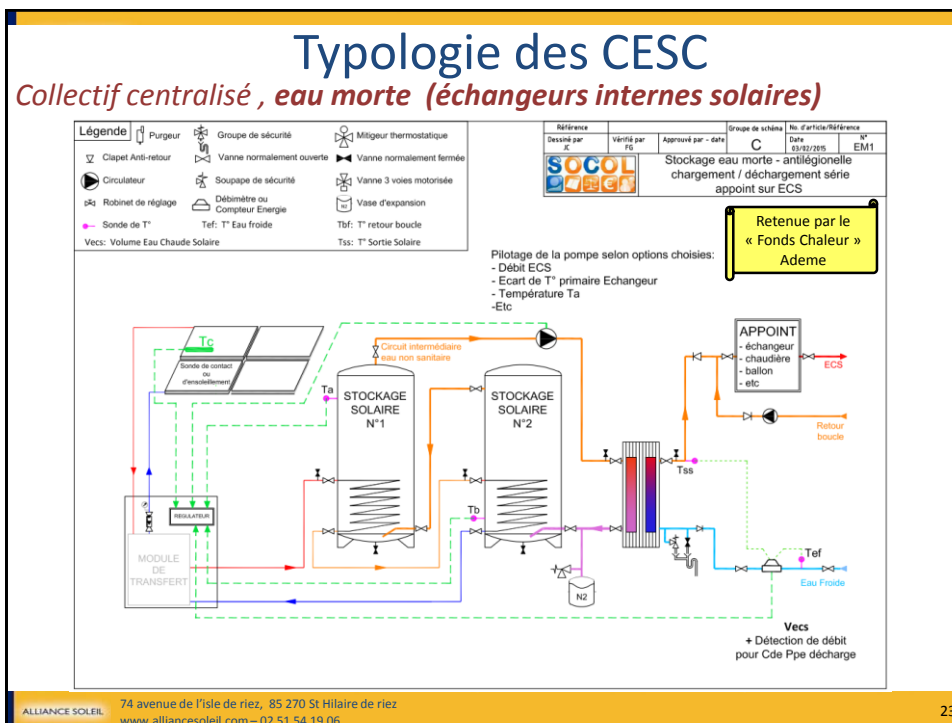 Typologie des CESC
Collectif centralisé , eau morte (échangeurs internes solaires)
Légende
Purgeur
Groupe de sécurité
Mitigeur thermostatique
Clapet Anti-retour
Vanne normalement ouverte
Vanne normalement fermée
Circulateur
Soupape de sécurité
Vanne 3 voies motorisée
Robinet de réglage
Débimètre ou
Compteur Energie
N2
Vase d'expansion
Sonde de T°
Tef: T° Eau froide
Tbf: T° retour boucle
Vecs: Volume Eau Chaude Solaire
Tss: T° Sortie Solaire
Référence
Groupe de schéma
No. d'article/Référence
Dessiné par
JC
Vérifié par
FG
Approuvé par - date
C
Date
03/02/2015
N°
EM1
SOCOL
Stockage eau morte - antilégionelle
chargement / déchargement série
appoint sur ECS
Retenue par le
« Fonds Chaleur »
Ademe
Pilotage de la pompe selon options choisies:
- Débit ECS
- Ecart de T° primaire Echangeur
- Température Ta
-Etc
Tc
Sonde de contact
ou
d'ensoleillement
Circuit intermédiaire
eau non sanitaire
APPOINT
- échangeur
- chaudière
- ballon
- etc
ECS
Ta
STOCKAGE
SOLAIRE
N°1
STOCKAGE
SOLAIRE
N°2
Retour
boucle
Tss
Tb
REGULATEUR
MODULE
DE
TRANSFERT
N2
Tef
Eau Froide
Vecs
+ Détection de débit
pour Cde Ppe décharge
ALLIANCE SOLEIL
74 avenue de l'isle de riez, 85 270 St Hilaire de riez
www.alliancesoleil.com – 02 51 54 19 06
23